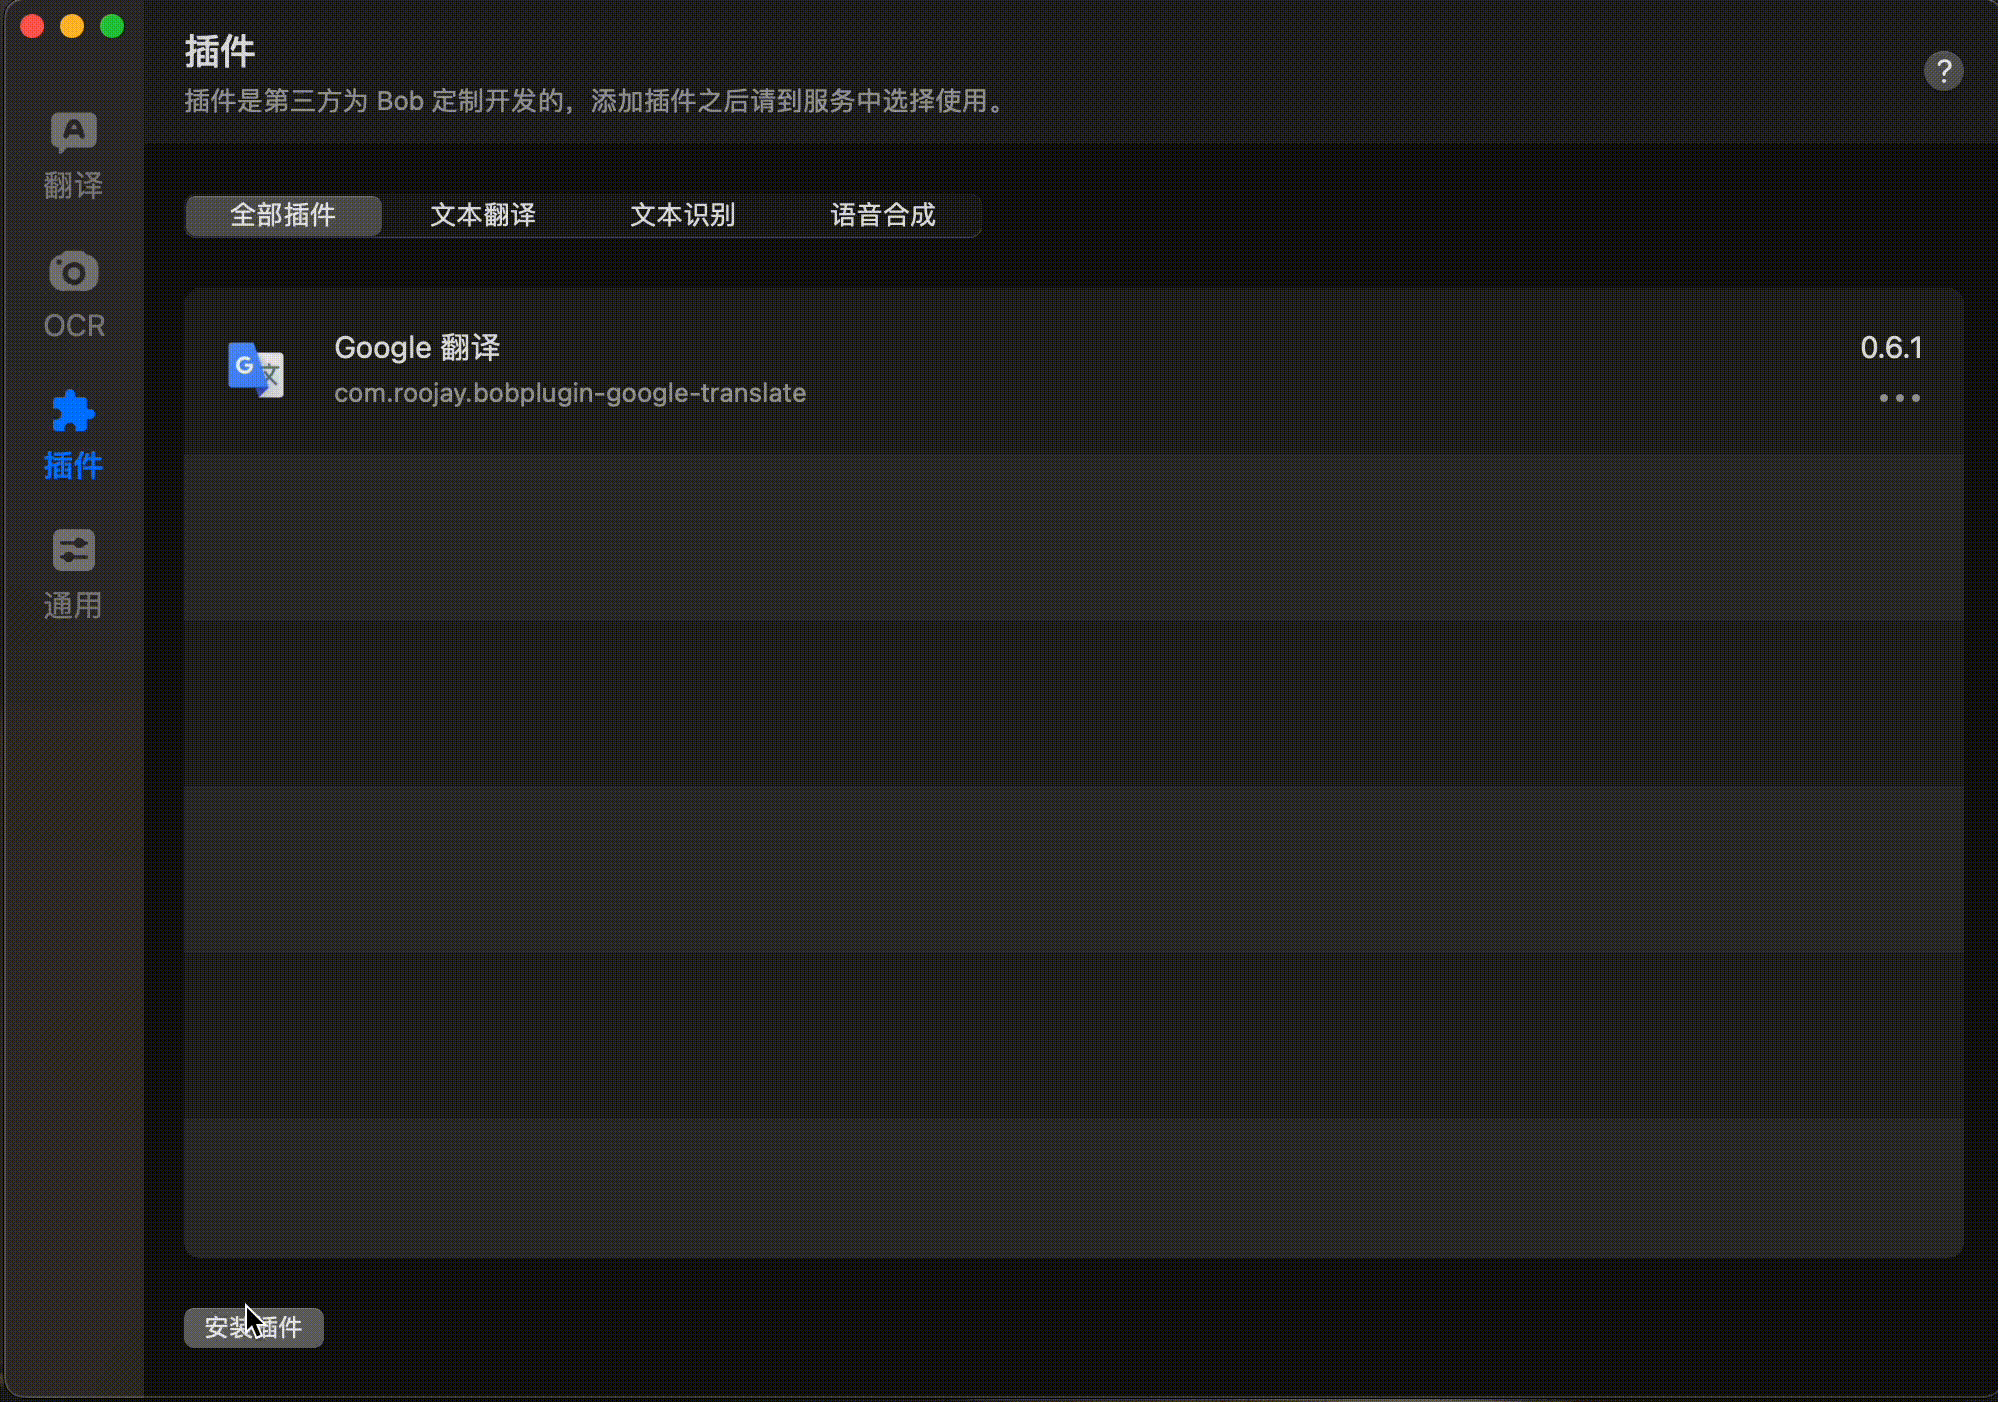 插件
插件是第三方为 Bob 定制开发的，添加插件之后请到服务中选择使用。
?
翻译
OCR
插件
通用
全部插件 文本翻译 文本识别 语音合成
Google 翻译 0.6.1
com.roojay.bobplugin-google-translate
安装插件